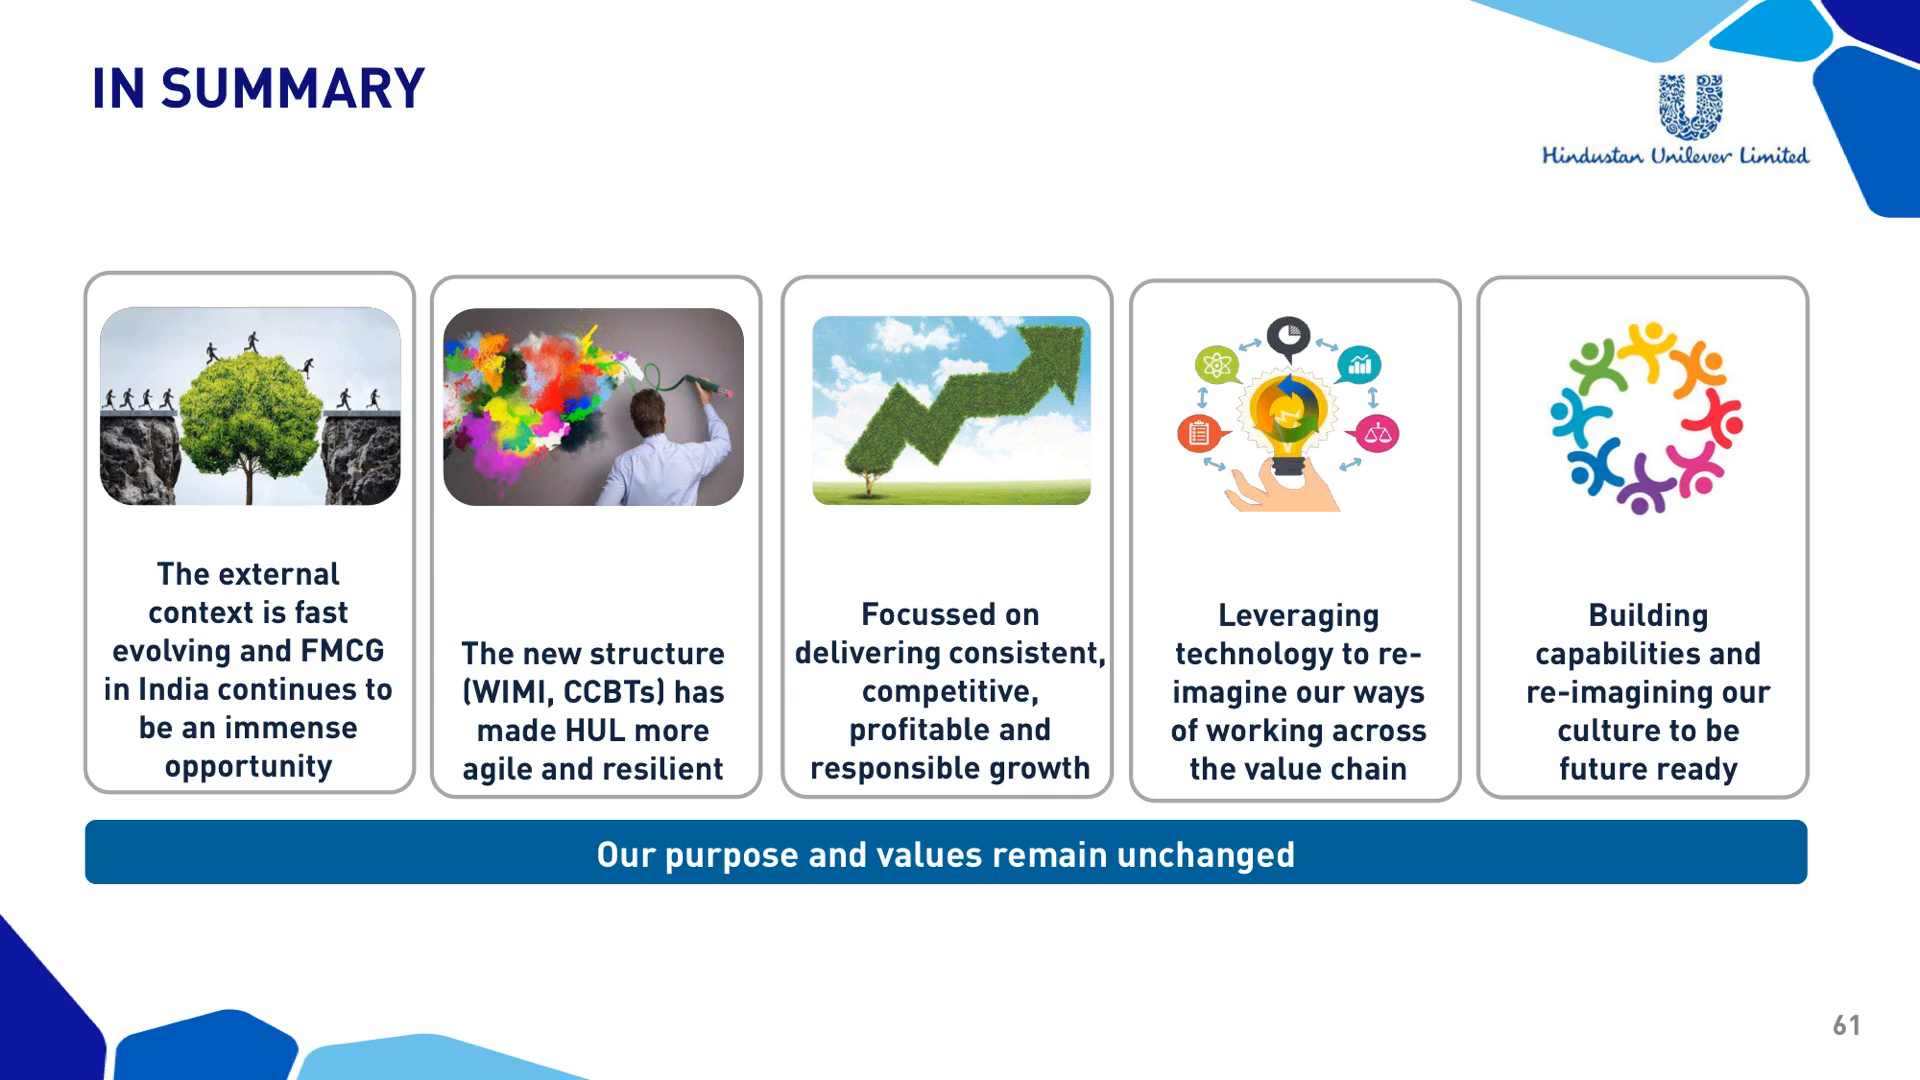 IN SUMMARY
Hindustan Unilever Limited
The external
context is fast
evolving and FMCG
in India continues to
be an immense
opportunity
The new structure
(WIMI, CCBTs) has
made HUL more
agile and resilient
Focussed on
delivering consistent,
competitive,
profitable and
responsible growth
Leveraging
technology to re-
imagine our ways
of working across
the value chain
Building
capabilities and
re-imagining our
culture to be
future ready
Our purpose and values remain unchanged
61